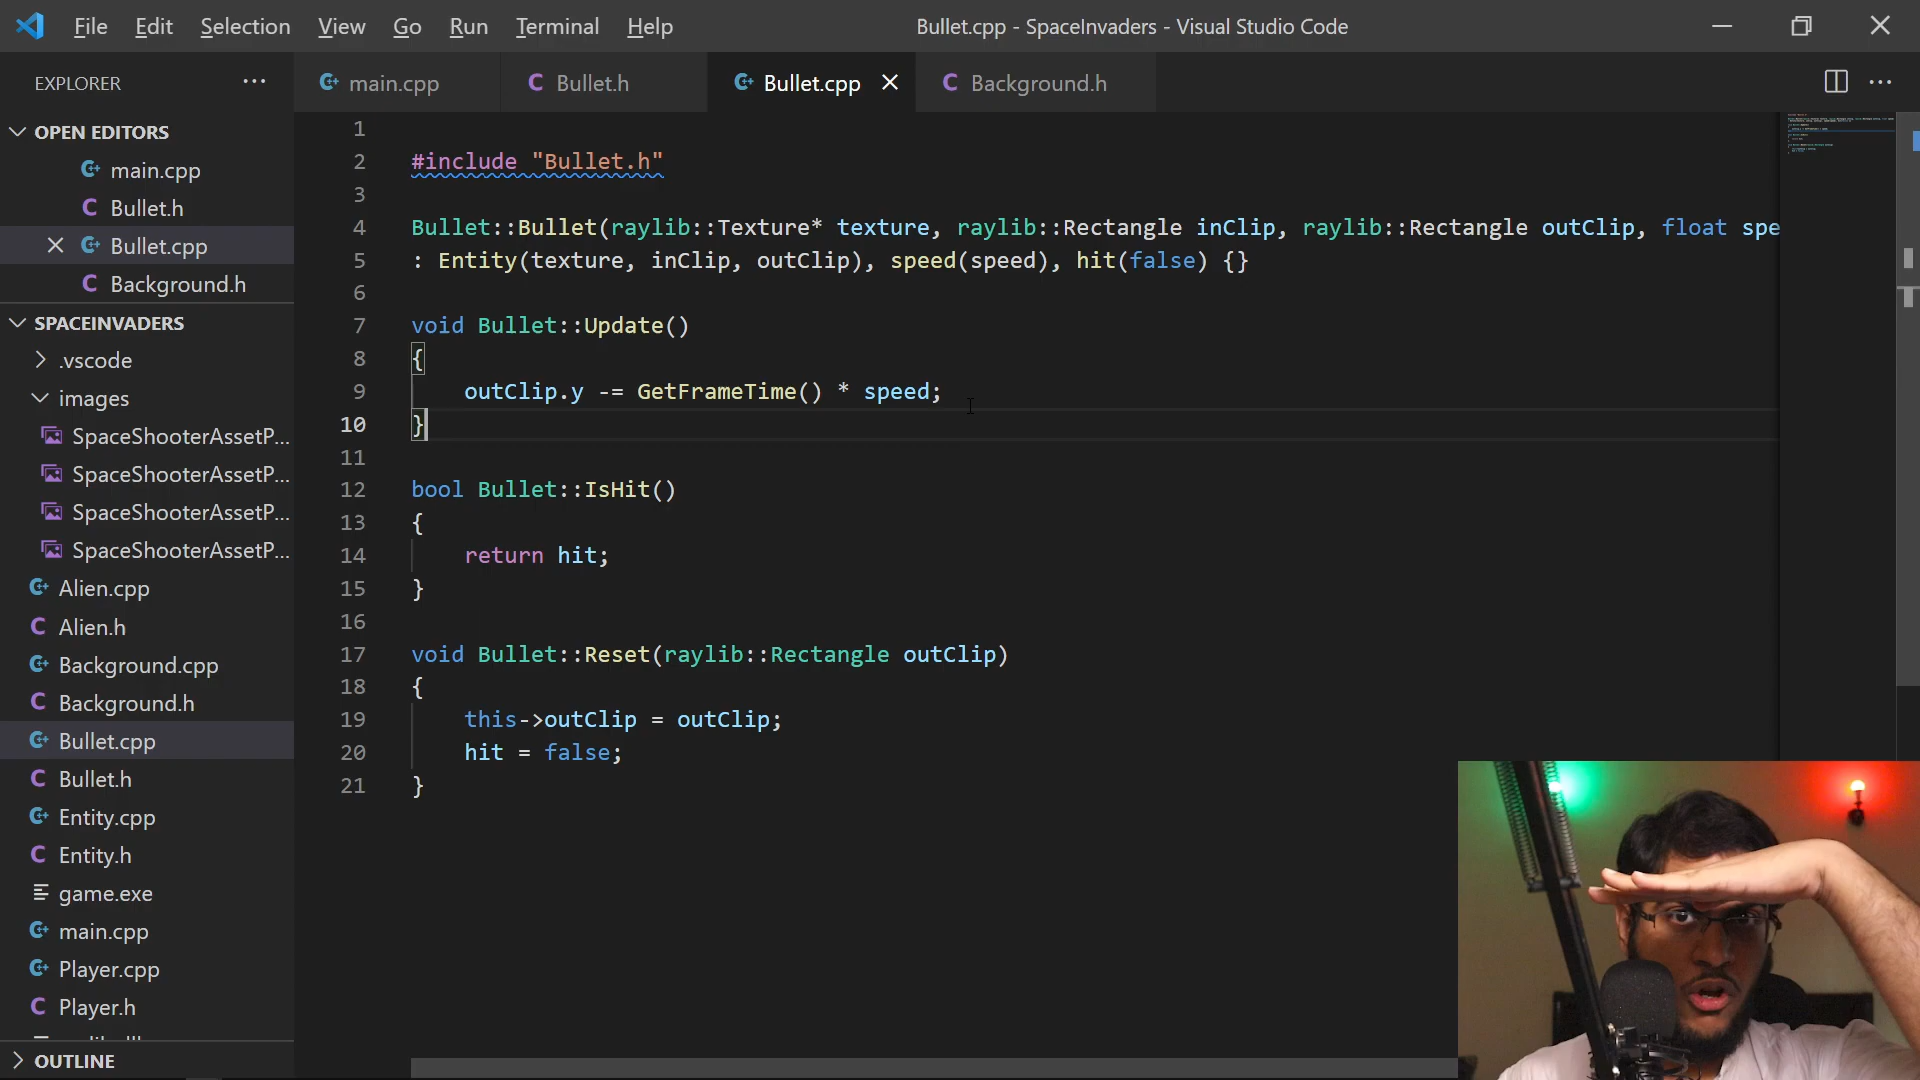 File Edit Selection View Go Run Terminal Help
Bullet.cpp - SpaceInvaders - Visual Studio Code
EXPLORER
main.cpp
Bullet.h
Bullet.cpp
Background.h
OPEN EDITORS
main.cpp
Bullet.h
Bullet.cpp
Background.h
SPACEINVADERS
.vscode
images
SpaceShooterAssetP...
SpaceShooterAssetP...
SpaceShooterAssetP...
SpaceShooterAssetP...
Alien.cpp
Alien.h
Background.cpp
Background.h
Bullet.cpp
Bullet.h
Entity.cpp
Entity.h
game.exe
main.cpp
Player.cpp
Player.h
OUTLINE
1
2 #include "Bullet.h"
3
4 Bullet::Bullet(raylib::Texture* texture, raylib::Rectangle inClip, raylib::Rectangle outClip, float spe
5 : Entity(texture, inClip, outClip), speed(speed), hit(false) {}
6
7 void Bullet::Update()
8 {
9 outClip.y -= GetFrameTime() * speed;
10 }
11
12 bool Bullet::IsHit()
13 {
14 return hit;
15 }
16
17 void Bullet::Reset(raylib::Rectangle outClip)
18 {
19 this->outClip = outClip;
20 hit = false;
21 }